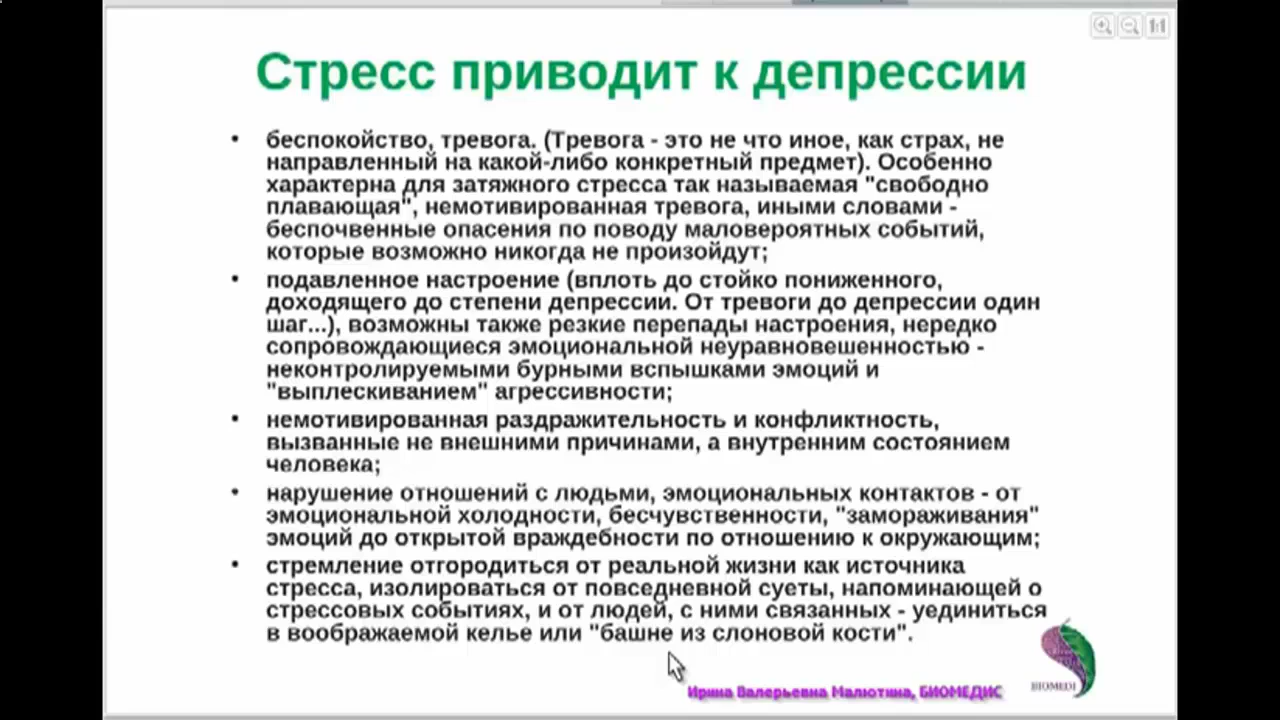 Стресс приводит к депрессии
• беспокойство, тревога. (Тревога - это не что иное, как страх, не
направленный на какой-либо конкретный предмет). Особенно
характерна для затяжного стресса так называемая "свободно
плавающая", немотивированная тревога, иными словами -
беспочвенные опасения по поводу маловероятных событий,
которые возможно никогда не произойдут;
• подавленное настроение (вплоть до стойко пониженного,
доходящего до степени депрессии. От тревоги до депрессии один
шаг...), возможны также резкие перепады настроения, нередко
сопровождающиеся эмоциональной неуравновешенностью -
неконтролируемыми бурными вспышками эмоций и
"выплескиванием" агрессивности;
• немотивированная раздражительность и конфликтность,
вызванные не внешними причинами, а внутренним состоянием
человека;
• нарушение отношений с людьми, эмоциональных контактов - от
эмоциональной холодности, бесчувственности, "замораживания"
эмоций до открытой враждебности по отношению к окружающим;
• стремление отгородиться от реальной жизни как источника
стресса, изолироваться от повседневной суеты, напоминающей о
стрессовых событиях, и от людей, с ними связанных - уединиться
в воображаемой келье или "башне из слоновой кости".
BIOMEDI
Ирина Валерьевна Малютина, БИОМЕДИС